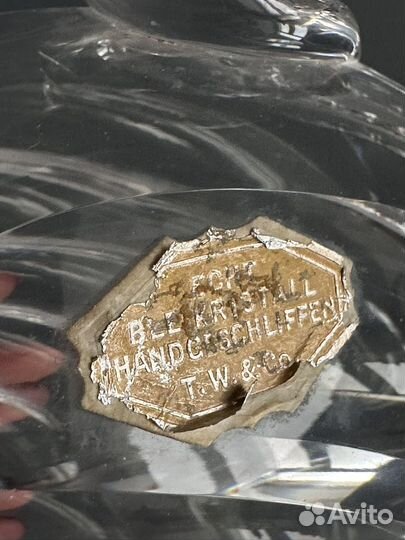 ECHT
BLEIKRISTALL
HANDGESCHLIFFEN
T. W. & Co.
Avito